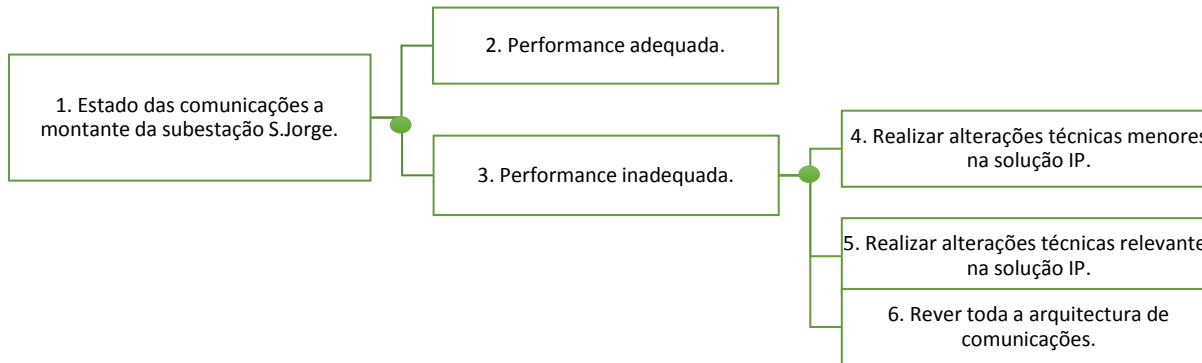 1. Estado das comunicações a
montante da subestação S.Jorge.
2. Performance adequada.
3. Performance inadequada.
4. Realizar alterações técnicas menores
na solução IP.
5. Realizar alterações técnicas relevante
na solução IP.
6. Rever toda a arquitectura de
comunicações.